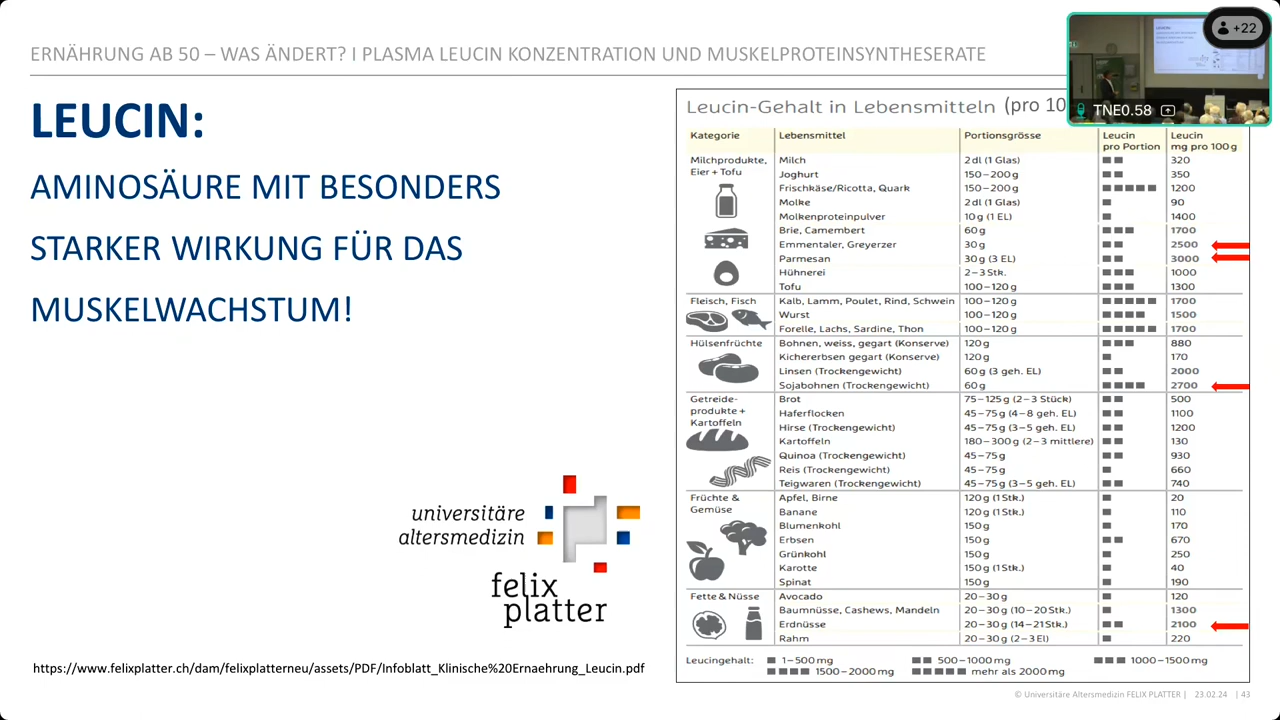 ERNÄHRUNG AB 50 – WAS ÄNDERT? I PLASMA LEUCIN KONZENTRATION UND MUSKELPROTEINSYNTHESERATE
+22
TNE0.58
LEUCIN:
AMINOSÄURE MIT BESONDERS
STARKER WIRKUNG FÜR DAS
MUSKELWACHSTUM!
universitäre
altersmedizin
felix
platter
https://www.felixplatter.ch/dam/felixplatterneu/assets/PDF/Infoblatt_Klinische%20Ernaehrung_Leucin.pdf
Leucin-Gehalt in Lebensmitteln (pro 10
Kategorie Lebensmittel Portionsgrösse Leucin pro Portion Leucin mg pro 100 g
Milchprodukte, Eier + Tofu
Milch 2 dl (1 Glas) 320
Joghurt 150–200 g 350
Frischkäse/Ricotta, Quark 150–200 g 1200
Molke 2 dl (1 Glas) 90
Molkenproteinpulver 10 g (1 EL) 1400
Brie, Camembert 60 g 1700
Emmentaler, Greyerzer 30 g 2500
Parmesan 30 g (3 EL) 3000
Hühnerei 2–3 Stk. 1000
Tofu 100–120 g 1300
Fleisch, Fisch
Kalb, Lamm, Poulet, Rind, Schwein 100–120 g 1700
Wurst 100–120 g 1500
Forelle, Lachs, Sardine, Thon 100–120 g 1700
Hülsenfrüchte
Bohnen, weiss, gegart (Konserve) 120 g 880
Kichererbsen gegart (Konserve) 120 g 170
Linsen (Trockengewicht) 60 g (3 geh. EL) 2000
Sojabohnen (Trockengewicht) 60 g 2700
Getreide-produkte + Kartoffeln
Brot 75–125 g (2–3 Stück) 500
Haferflocken 45–75 g (4–8 geh. EL) 1100
Hirse (Trockengewicht) 45–75 g (3–5 geh. EL) 1200
Kartoffeln 180–300 g (2–3 mittlere) 130
Quinoa (Trockengewicht) 45–75 g 930
Reis (Trockengewicht) 45–75 g 660
Teigwaren (Trockengewicht) 45–75 g (3–5 geh. EL) 740
Früchte & Gemüse
Apfel, Birne 120 g (1 Stk.) 20
Banane 120 g (1 Stk.) 110
Blumenkohl 150 g 170
Erbsen 150 g 670
Grünkohl 150 g 250
Karotte 150 g (1 Stk.) 40
Spinat 150 g 190
Fette & Nüsse
Avocado 20–30 g 120
Baumnüsse, Cashews, Mandeln 20–30 g (10–20 Stk.) 1300
Erdnüsse 20–30 g (14–21 Stk.) 2100
Rahm 20–30 g (2–3 El) 220
Leucingehalt: 1–500 mg 500–1000 mg 1000–1500 mg
1500–2000 mg mehr als 2000 mg
© Universitäre Altersmedizin FELIX PLATTER | 23.02.24 | 43